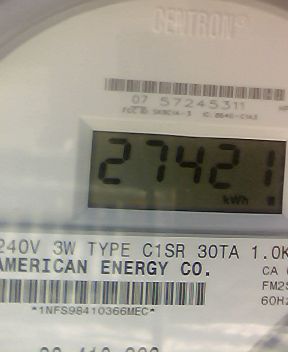 CENTRON®
07 57245311
27421
kWh
240V 3W TYPE C1SR 30TA 1.0K
AMERICAN ENERGY CO.
CA
FM2S
60Hz
*1NFS98410366MEC*